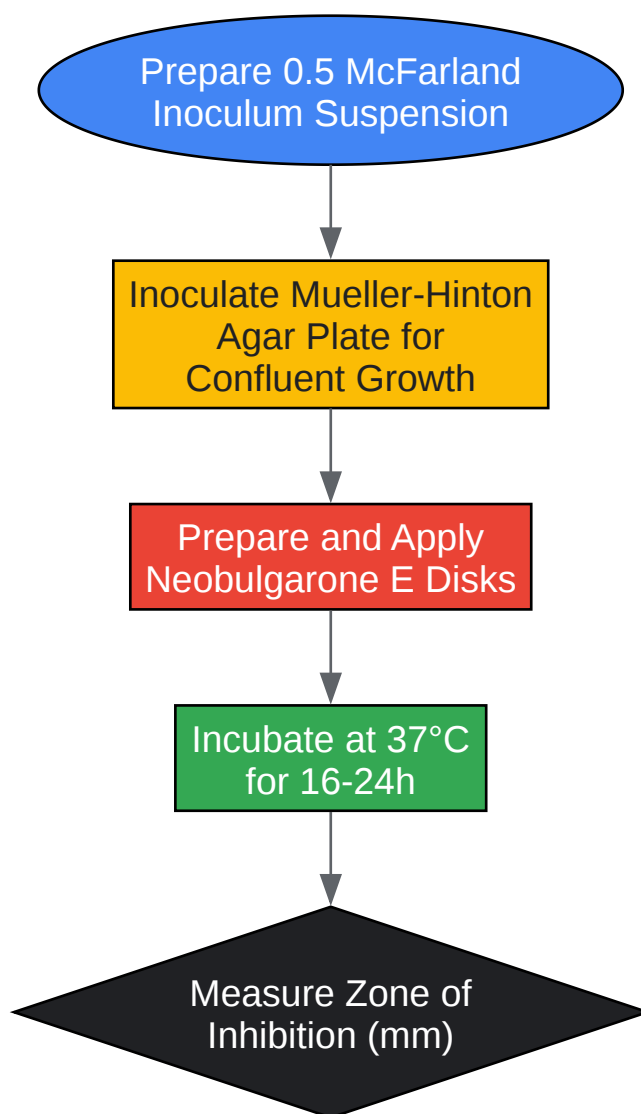 Prepare 0.5 McFarland
Inoculum Suspension
Inoculate Mueller-Hinton
Agar Plate for
Confluent Growth
Prepare and Apply
Neobulgarone E Disks
Incubate at 37°C
for 16-24h
Measure Zone of
Inhibition (mm)